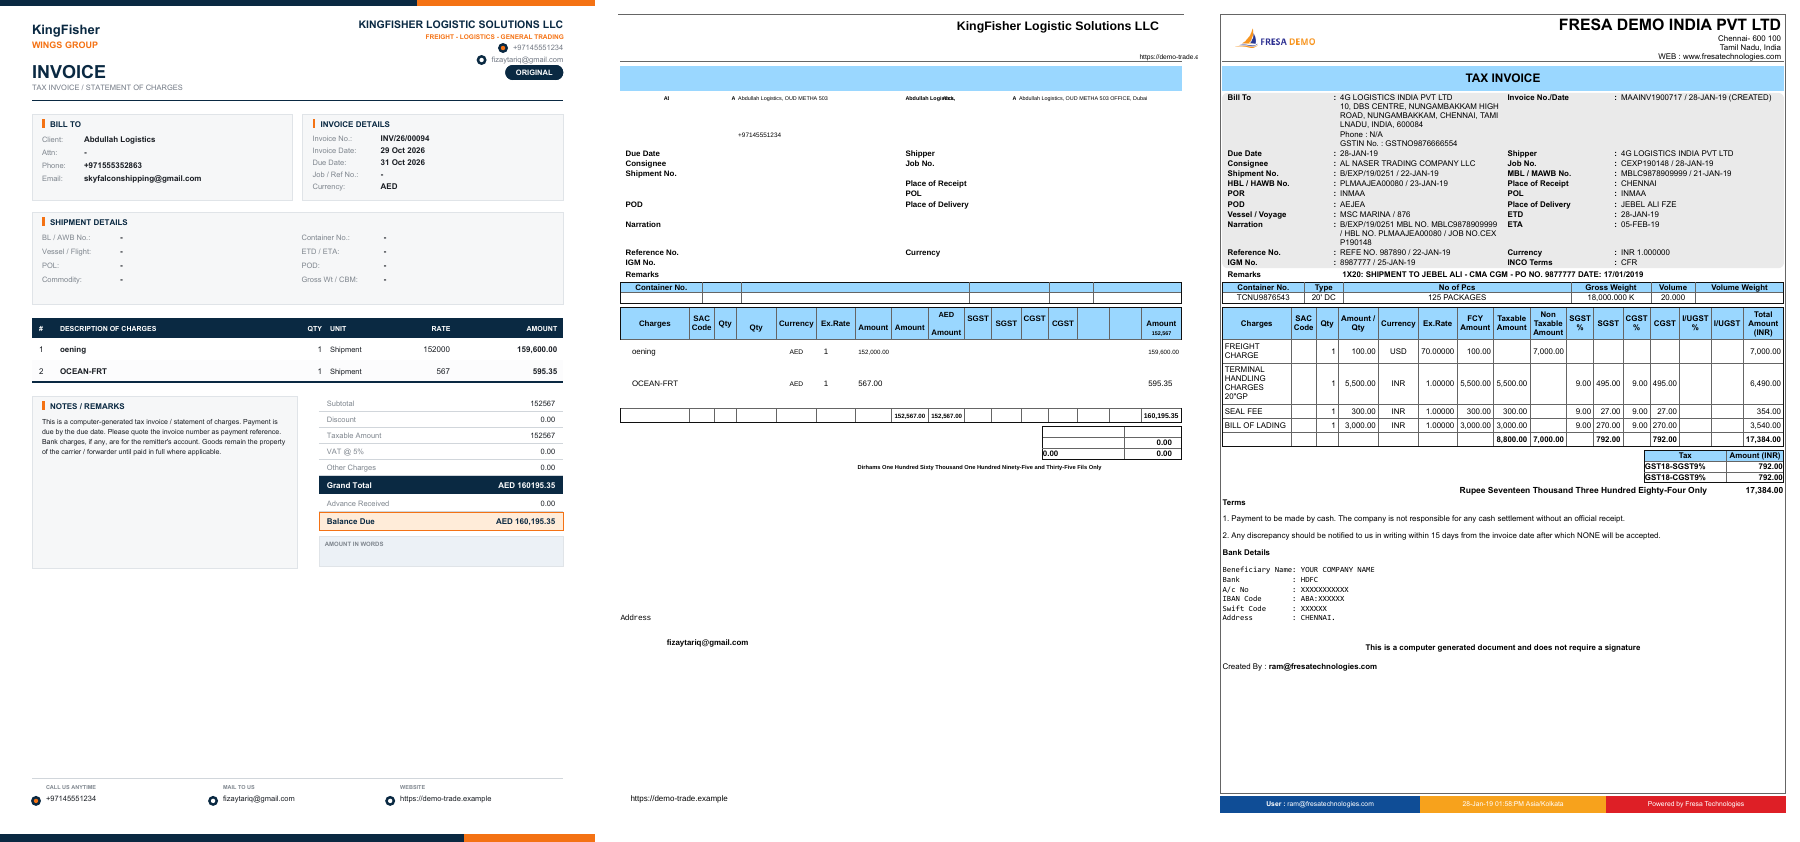 KingFisher
WINGS GROUP
INVOICE
TAX INVOICE / STATEMENT OF CHARGES
KINGFISHER LOGISTIC SOLUTIONS LLC
FREIGHT - LOGISTICS - GENERAL TRADING
+97145551234
fizaytariq@gmail.com
ORIGINAL
BILL TO
Client: Abdullah Logistics
Attn: -
Phone: +971555352863
Email: skyfalconshipping@gmail.com
INVOICE DETAILS
Invoice No.: INV/26/00094
Invoice Date: 29 Oct 2026
Due Date: 31 Oct 2026
Job / Ref No.: -
Currency: AED
SHIPMENT DETAILS
BL / AWB No.: - Container No.: -
Vessel / Flight: - ETD / ETA: -
POL: - POD: -
Commodity: - Gross Wt / CBM: -
# DESCRIPTION OF CHARGES QTY UNIT RATE AMOUNT
1 oening 1 Shipment 152000 159,600.00
2 OCEAN-FRT 1 Shipment 567 595.35
NOTES / REMARKS
This is a computer-generated tax invoice / statement of charges. Payment is
due by the due date. Please quote the invoice number as payment reference.
Bank charges, if any, are for the remitter's account. Goods remain the property
of the carrier / forwarder until paid in full where applicable.
Subtotal 152567
Discount 0.00
Taxable Amount 152567
VAT @ 5% 0.00
Other Charges 0.00
Grand Total AED 160195.35
Advance Received 0.00
Balance Due AED 160,195.35
AMOUNT IN WORDS
CALL US ANYTIME
+97145551234
MAIL TO US
fizaytariq@gmail.com
WEBSITE
https://demo-trade.example
KingFisher Logistic Solutions LLC
https://demo-trade.e
A Abdullah Logistics, OUD METHA 503 A Abdullah Logistics, OUD METHA 503 OFFICE, Dubai
+97145551234
Due Date Shipper
Consignee Job No.
Shipment No.
Place of Receipt
POL
POD Place of Delivery
Narration
Reference No. Currency
IGM No.
Remarks
Container No.
Charges SAC Code Qty Qty Currency Ex.Rate Amount Amount AED Amount SGST SGST CGST CGST Amount 152,567
oening AED 1 152,000.00 159,600.00
OCEAN-FRT AED 1 567.00 595.35
152,567.00 152,567.00 160,195.35
0.00
0.00 0.00
Dirhams One Hundred Sixty Thousand One Hundred Ninety-Five and Thirty-Five Fils Only
Address
fizaytariq@gmail.com
https://demo-trade.example
FRESA DEMO
FRESA DEMO INDIA PVT LTD
Chennai- 600 100
Tamil Nadu, India
WEB : www.fresatechnologies.com
TAX INVOICE
Bill To : 4G LOGISTICS INDIA PVT LTD Invoice No./Date : MAAINV1900717 / 28-JAN-19 (CREATED)
10, DBS CENTRE, NUNGAMBAKKAM HIGH
ROAD, NUNGAMBAKKAM, CHENNAI, TAMI
LNADU, INDIA, 600084
Phone : N/A
GSTIN No. : GSTNO9876666554
Due Date : 28-JAN-19 Shipper : 4G LOGISTICS INDIA PVT LTD
Consignee : AL NASER TRADING COMPANY LLC Job No. : CEXP190148 / 28-JAN-19
Shipment No. : B/EXP/19/0251 / 22-JAN-19 MBL / MAWB No. : MBLC9878909999 / 21-JAN-19
HBL / HAWB No. : PLMAAJEA00080 / 23-JAN-19 Place of Receipt : CHENNAI
POR : INMAA POL : INMAA
POD : AEJEA Place of Delivery : JEBEL ALI FZE
Vessel / Voyage : MSC MARINA / 876 ETD : 28-JAN-19
Narration : B/EXP/19/0251 MBL NO. MBLC9878909999 ETA : 05-FEB-19
/ HBL NO. PLMAAJEA00080 / JOB NO.CEX
P190148
Reference No. : REFE NO. 987890 / 22-JAN-19 Currency : INR 1.000000
IGM No. : 8987777 / 25-JAN-19 INCO Terms : CFR
Remarks 1X20: SHIPMENT TO JEBEL ALI - CMA CGM - PO NO. 9877777 DATE: 17/01/2019
Container No. Type No of Pcs Gross Weight Volume Volume Weight
TCNU9876543 20' DC 125 PACKAGES 18,000.000 K 20.000
Charges SAC Code Qty Amount / Qty Currency Ex.Rate FCY Amount Taxable Amount Non Taxable Amount SGST % SGST CGST % CGST I/UGST % I/UGST Total Amount (INR)
FREIGHT CHARGE 1 100.00 USD 70.00000 100.00 7,000.00 7,000.00
TERMINAL HANDLING CHARGES 20"GP 1 5,500.00 INR 1.00000 5,500.00 5,500.00 9.00 495.00 9.00 495.00 6,490.00
SEAL FEE 1 300.00 INR 1.00000 300.00 300.00 9.00 27.00 9.00 27.00 354.00
BILL OF LADING 1 3,000.00 INR 1.00000 3,000.00 3,000.00 9.00 270.00 9.00 270.00 3,540.00
8,800.00 7,000.00 792.00 792.00 17,384.00
Tax Amount (INR)
GST18-SGST9% 792.00
GST18-CGST9% 792.00
Rupee Seventeen Thousand Three Hundred Eighty-Four Only 17,384.00
Terms
1. Payment to be made by cash. The company is not responsible for any cash settlement without an official receipt.
2. Any discrepancy should be notified to us in writing within 15 days from the invoice date after which NONE will be accepted.
Bank Details
Beneficiary Name: YOUR COMPANY NAME
Bank : HDFC
A/c No : XXXXXXXXXXX
IBAN Code : ABA:XXXXXX
Swift Code : XXXXXX
Address : CHENNAI.
This is a computer generated document and does not require a signature
Created By : ram@fresatechnologies.com
User : ram@fresatechnologies.com
28-Jan-19 01:58:PM Asia/Kolkata
Powered by Fresa Technologies